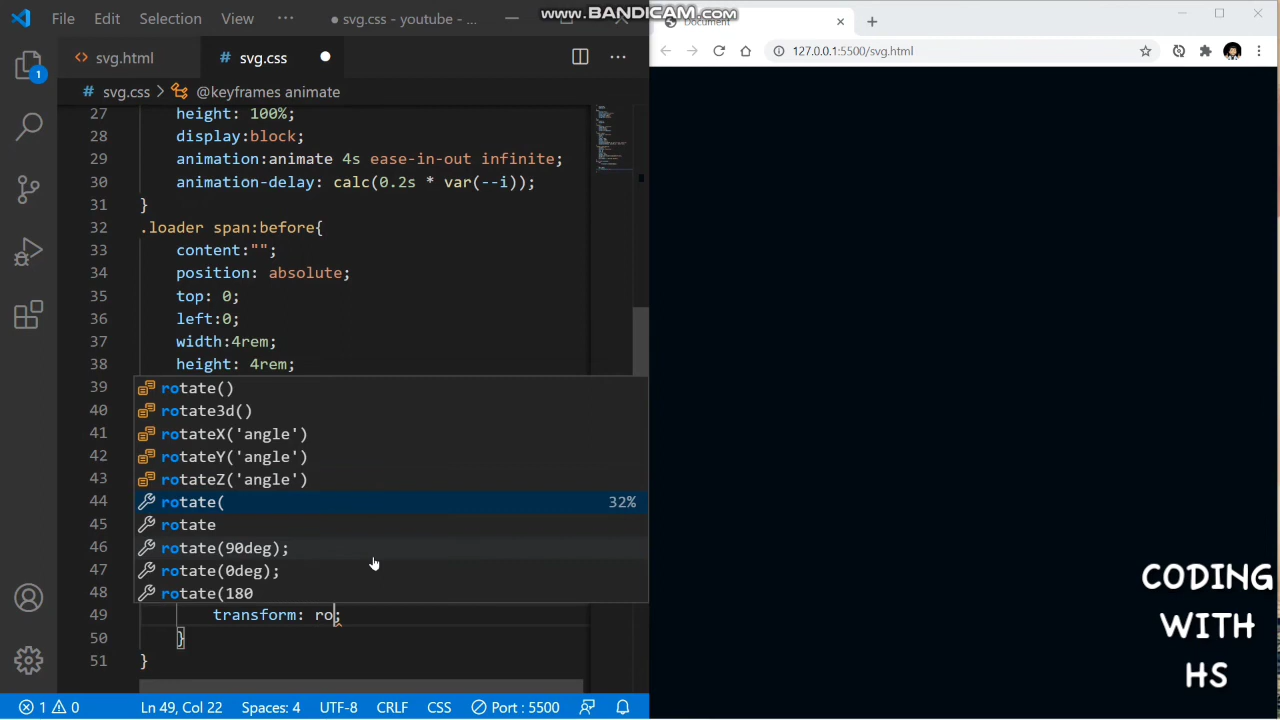 File Edit Selection View ··· ● svg.css - youtube - ...
www.BANDICAM.com
Document
svg.html
# svg.css
127.0.0.1:5500/svg.html
1
# svg.css > @keyframes animate
27 height: 100%;
28 display:block;
29 animation:animate 4s ease-in-out infinite;
30 animation-delay: calc(0.2s * var(--i));
31 }
32 .loader span:before{
33 content:"";
34 position: absolute;
35 top: 0;
36 left:0;
37 width:4rem;
38 height: 4rem;
39 rotate()
40 rotate3d()
41 rotateX('angle')
42 rotateY('angle')
43 rotateZ('angle')
44 rotate( 32%
45 rotate
46 rotate(90deg);
47 rotate(0deg);
48 rotate(180
49 transform: ro;
50 }
51 }
CODING
WITH
HS
1 0 Ln 49, Col 22 Spaces: 4 UTF-8 CRLF CSS Port : 5500